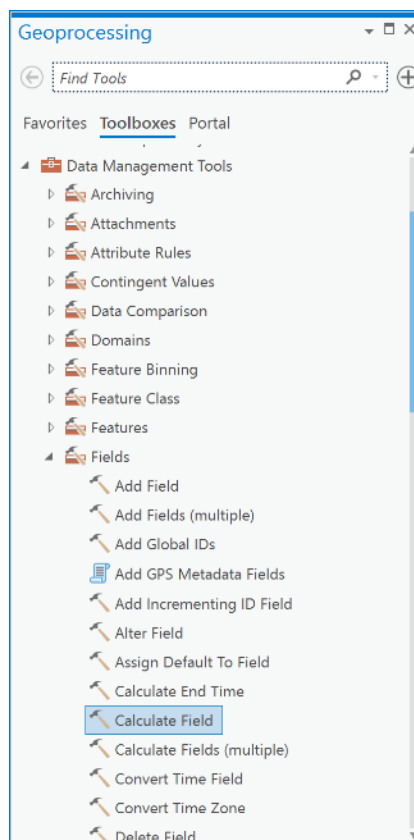 Geoprocessing
Find Tools
Favorites Toolboxes Portal
Data Management Tools
Archiving
Attachments
Attribute Rules
Contingent Values
Data Comparison
Domains
Feature Binning
Feature Class
Features
Fields
Add Field
Add Fields (multiple)
Add Global IDs
Add GPS Metadata Fields
Add Incrementing ID Field
Alter Field
Assign Default To Field
Calculate End Time
Calculate Field
Calculate Fields (multiple)
Convert Time Field
Convert Time Zone
Delete Field